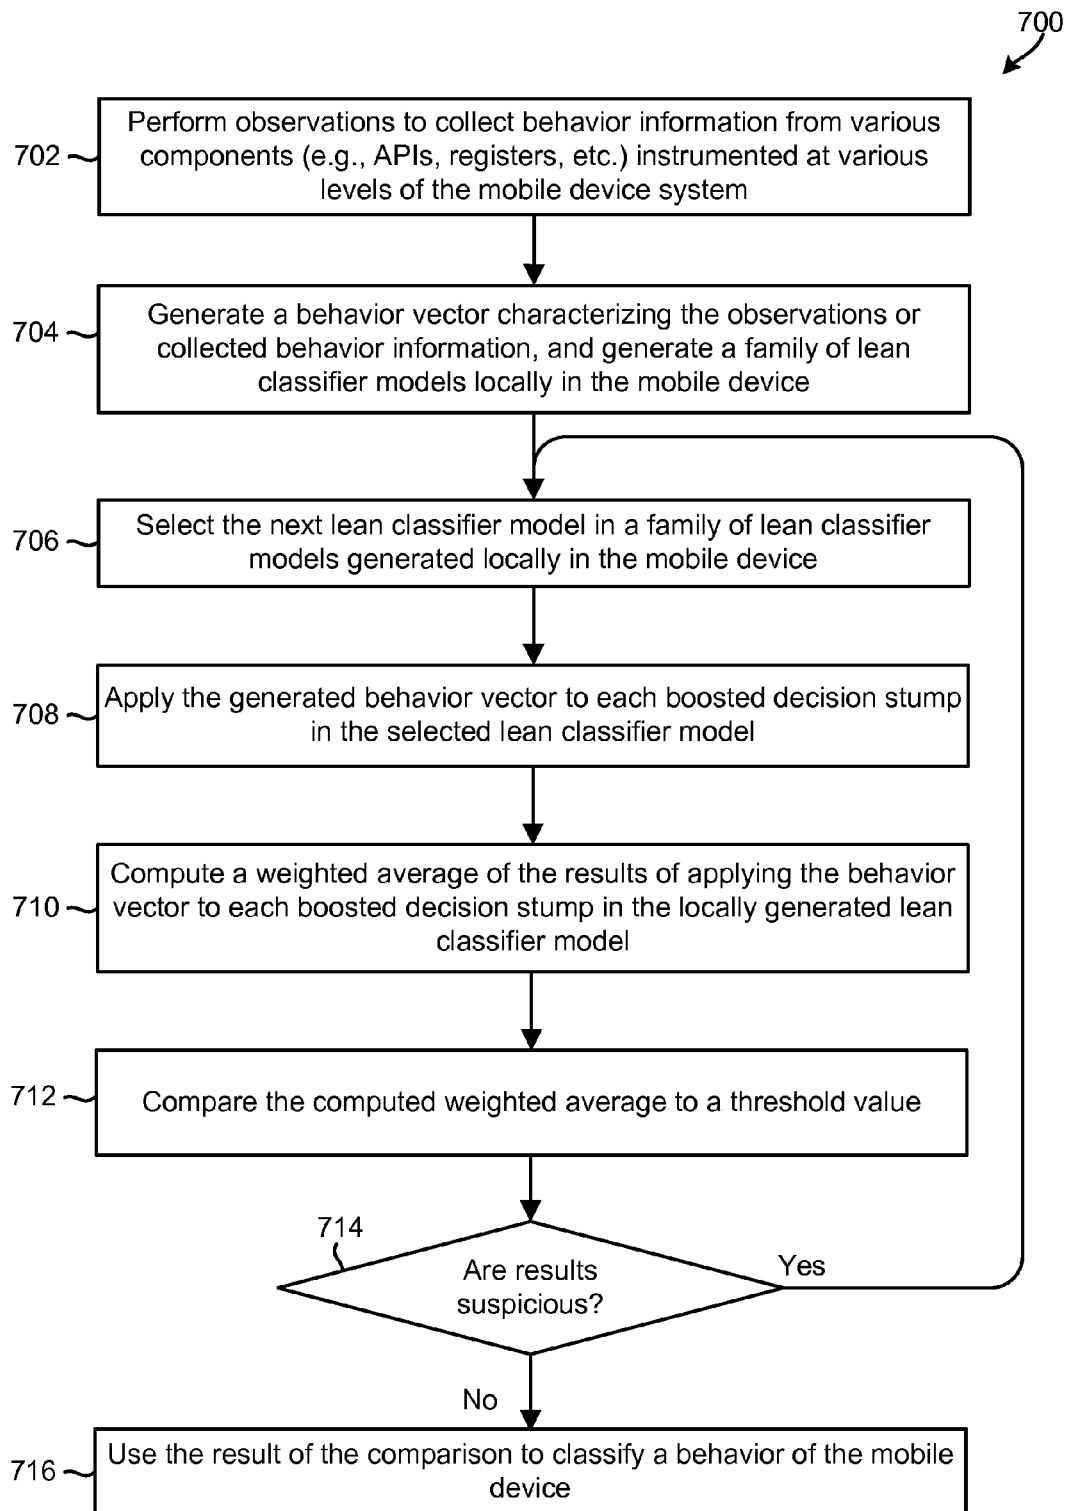 700
702
Perform observations to collect behavior information from various
components (e.g., APIs, registers, etc.) instrumented at various
levels of the mobile device system
704
Generate a behavior vector characterizing the observations or
collected behavior information, and generate a family of lean
classifier models locally in the mobile device
706
Select the next lean classifier model in a family of lean classifier
models generated locally in the mobile device
708
Apply the generated behavior vector to each boosted decision stump
in the selected lean classifier model
710
Compute a weighted average of the results of applying the behavior
vector to each boosted decision stump in the locally generated lean
classifier model
712
Compare the computed weighted average to a threshold value
714
Are results
suspicious?
Yes
No
716
Use the result of the comparison to classify a behavior of the mobile
device